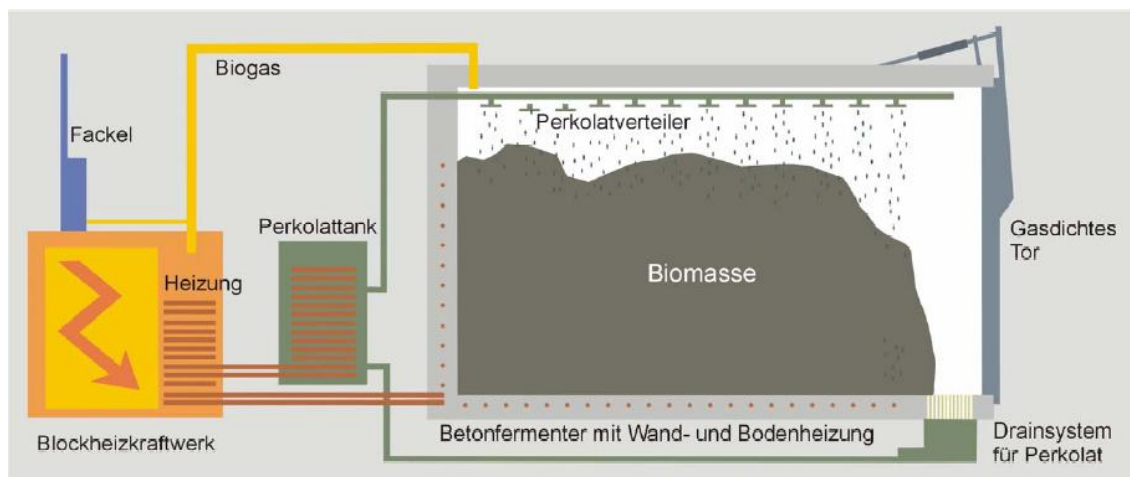 Biogas
Fackel
Perkolatverteiler
Perkolattank
Gasdichtes
Tor
Heizung
Biomasse
Betonfermenter mit Wand- und Bodenheizung
Blockheizkraftwerk
Drainsystem
für Perkolat